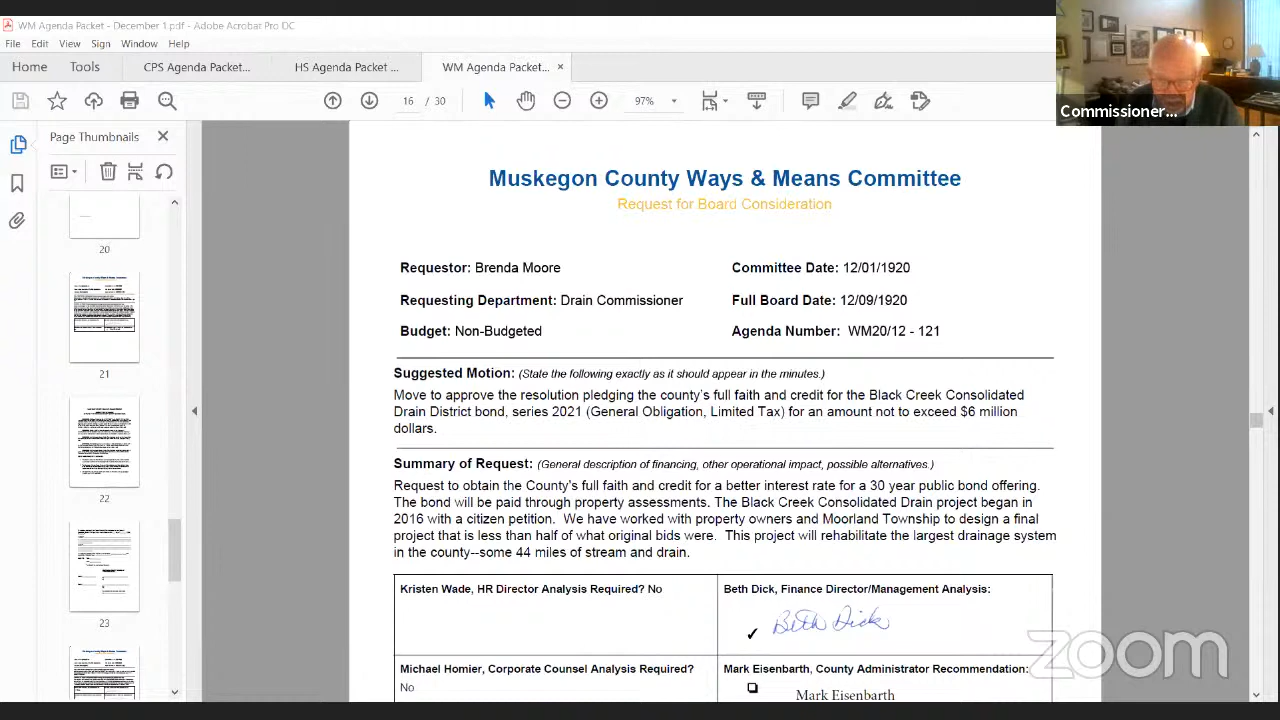 WM Agenda Packet - December 1.pdf - Adobe Acrobat Pro DC
File Edit View Sign Window Help
Home Tools CPS Agenda Packet... HS Agenda Packet ... WM Agenda Packet... ×
16 / 30 97%
Commissioner...
Page Thumbnails
20
21
22
23
Muskegon County Ways & Means Committee
Request for Board Consideration
Requestor: Brenda Moore Committee Date: 12/01/1920
Requesting Department: Drain Commissioner Full Board Date: 12/09/1920
Budget: Non-Budgeted Agenda Number: WM20/12 - 121
Suggested Motion: (State the following exactly as it should appear in the minutes.)
Move to approve the resolution pledging the county's full faith and credit for the Black Creek Consolidated
Drain District bond, series 2021 (General Obligation, Limited Tax) for an amount not to exceed $6 million
dollars.
Summary of Request: (General description of financing, other operational impact, possible alternatives.)
Request to obtain the County's full faith and credit for a better interest rate for a 30 year public bond offering.
The bond will be paid through property assessments. The Black Creek Consolidated Drain project began in
2016 with a citizen petition. We have worked with property owners and Moorland Township to design a final
project that is less than half of what original bids were. This project will rehabilitate the largest drainage system
in the county--some 44 miles of stream and drain.
Kristen Wade, HR Director Analysis Required? No
Beth Dick, Finance Director/Management Analysis:
✓ Beth Dick
Michael Homier, Corporate Counsel Analysis Required?
No
Mark Eisenbarth, County Administrator Recommendation:
Mark Eisenbarth
zoom